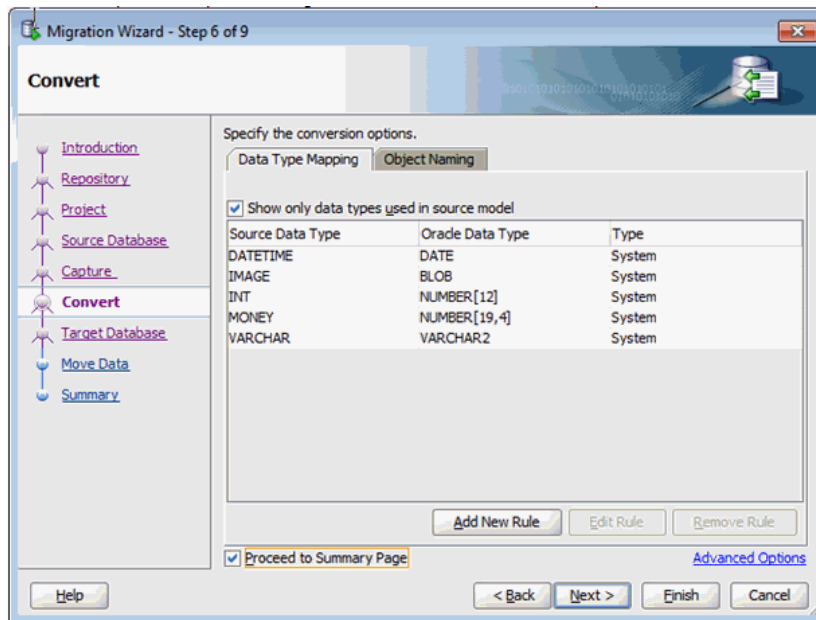 Migration Wizard - Step 6 of 9
Convert
Introduction
Repository
Project
Source Database
Capture
Convert
Target Database
Move Data
Summary
Specify the conversion options.
Data Type Mapping Object Naming
Show only data types used in source model
Source Data Type Oracle Data Type Type
DATETIME DATE System
IMAGE BLOB System
INT NUMBER[12] System
MONEY NUMBER[19,4] System
VARCHAR VARCHAR2 System
Add New Rule Edit Rule Remove Rule
Proceed to Summary Page Advanced Options
Help < Back Next > Finish Cancel